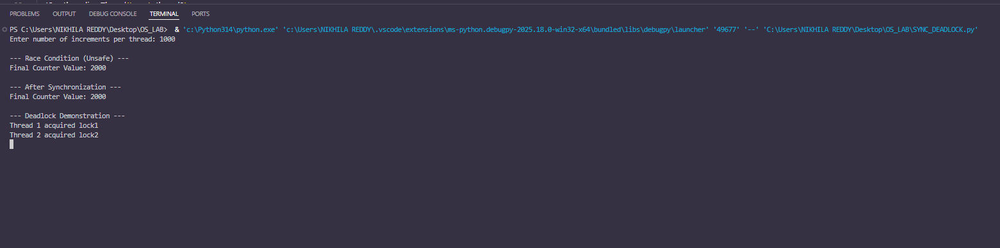 PROBLEMS OUTPUT DEBUG CONSOLE TERMINAL PORTS
PS C:\Users\NIKHILA REDDY\Desktop\OS_LAB> & 'c:\Python314\python.exe' 'c:\Users\NIKHILA REDDY\.vscode\extensions\ms-python.debugpy-2025.18.0-win32-x64\bundled\libs\debugpy\launcher' '49677' '--' 'C:\Users\NIKHILA REDDY\Desktop\OS_LAB\SYNC_DEADLOCK.py'
Enter number of increments per thread: 1000
--- Race Condition (Unsafe) ---
Final Counter Value: 2000
--- After Synchronization ---
Final Counter Value: 2000
--- Deadlock Demonstration ---
Thread 1 acquired lock1
Thread 2 acquired lock2